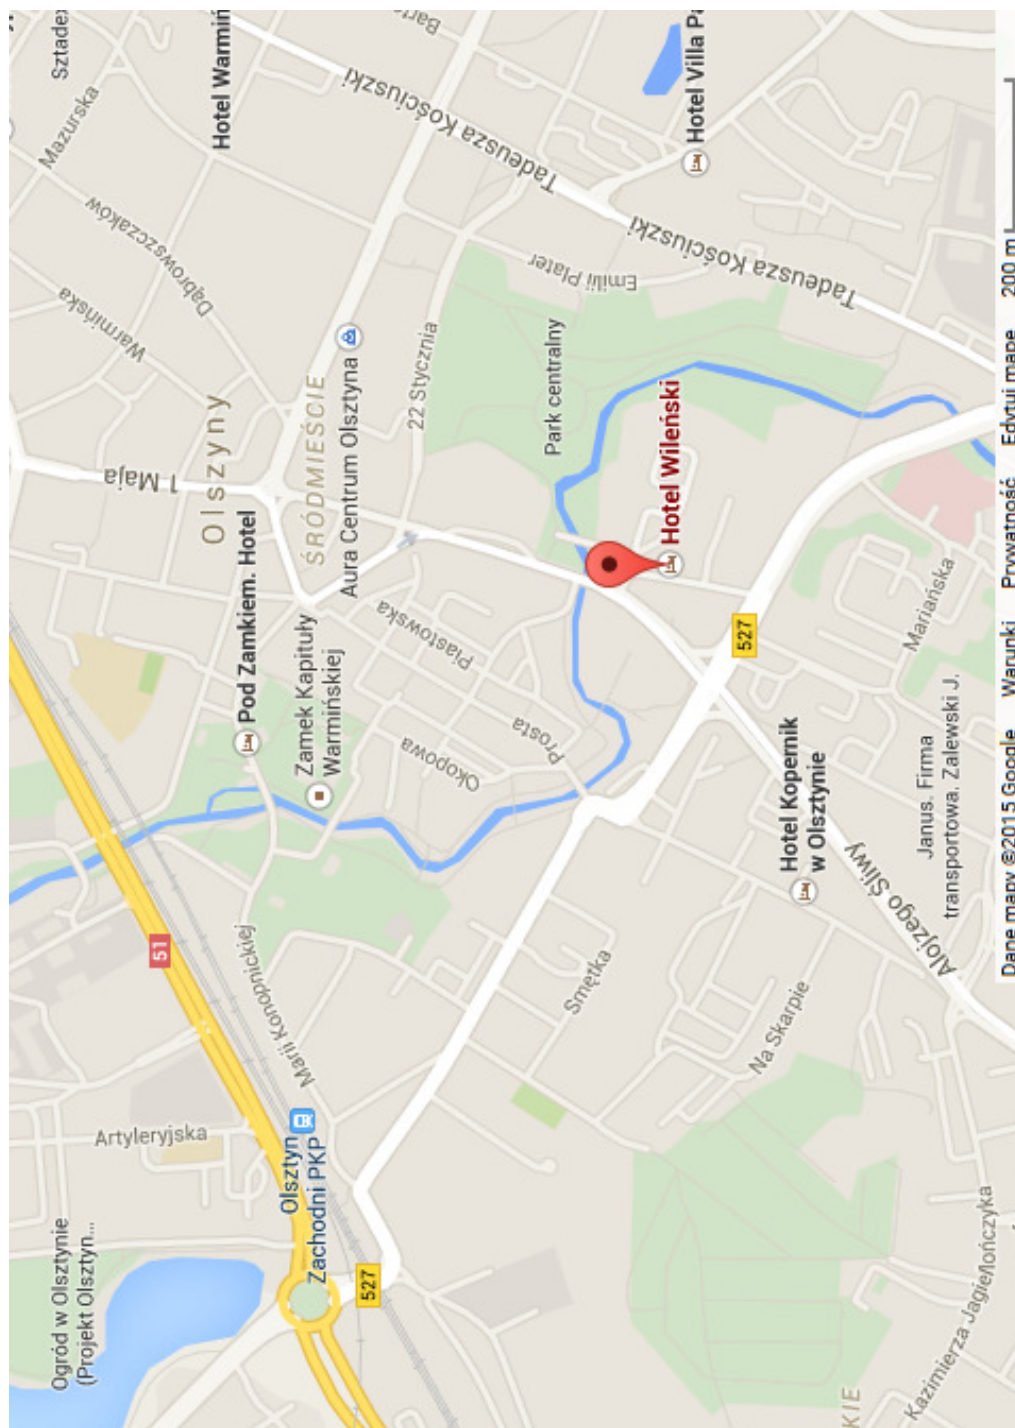 Ogród w Olsztynie
(Projekt Olsztyn...
Artyleryjska
Olsztyn
Zachodni PKP
527
51
Marii Konopnickiej
Pod Zamkiem. Hotel
Zamek Kapituły
Warmińskiej
Okopowa
Prosta
Piastowska
1 Maja
Olszyny
ŚRÓDMIEŚCIE
Aura Centrum Olsztyna
22 Stycznia
Warmińska
Dąbrowszczaków
Mazurska
Hotel Warmiń
Tadeusza Kościuszki
Tadeusza Kościuszki
Emilii Plater
Park centralny
Hotel Villa Pa
Hotel Wileński
527
Mariańska
Hotel Kopernik
w Olsztynie
Janus. Firma
transportowa. Zalewski J.
Alojzego Śliwy
Smętka
Na Skarpie
Kazimierza Jagiellończyka
KIE
Dane mapy ©2015 Google Warunki Prywatność Edytuj mapę 200 m